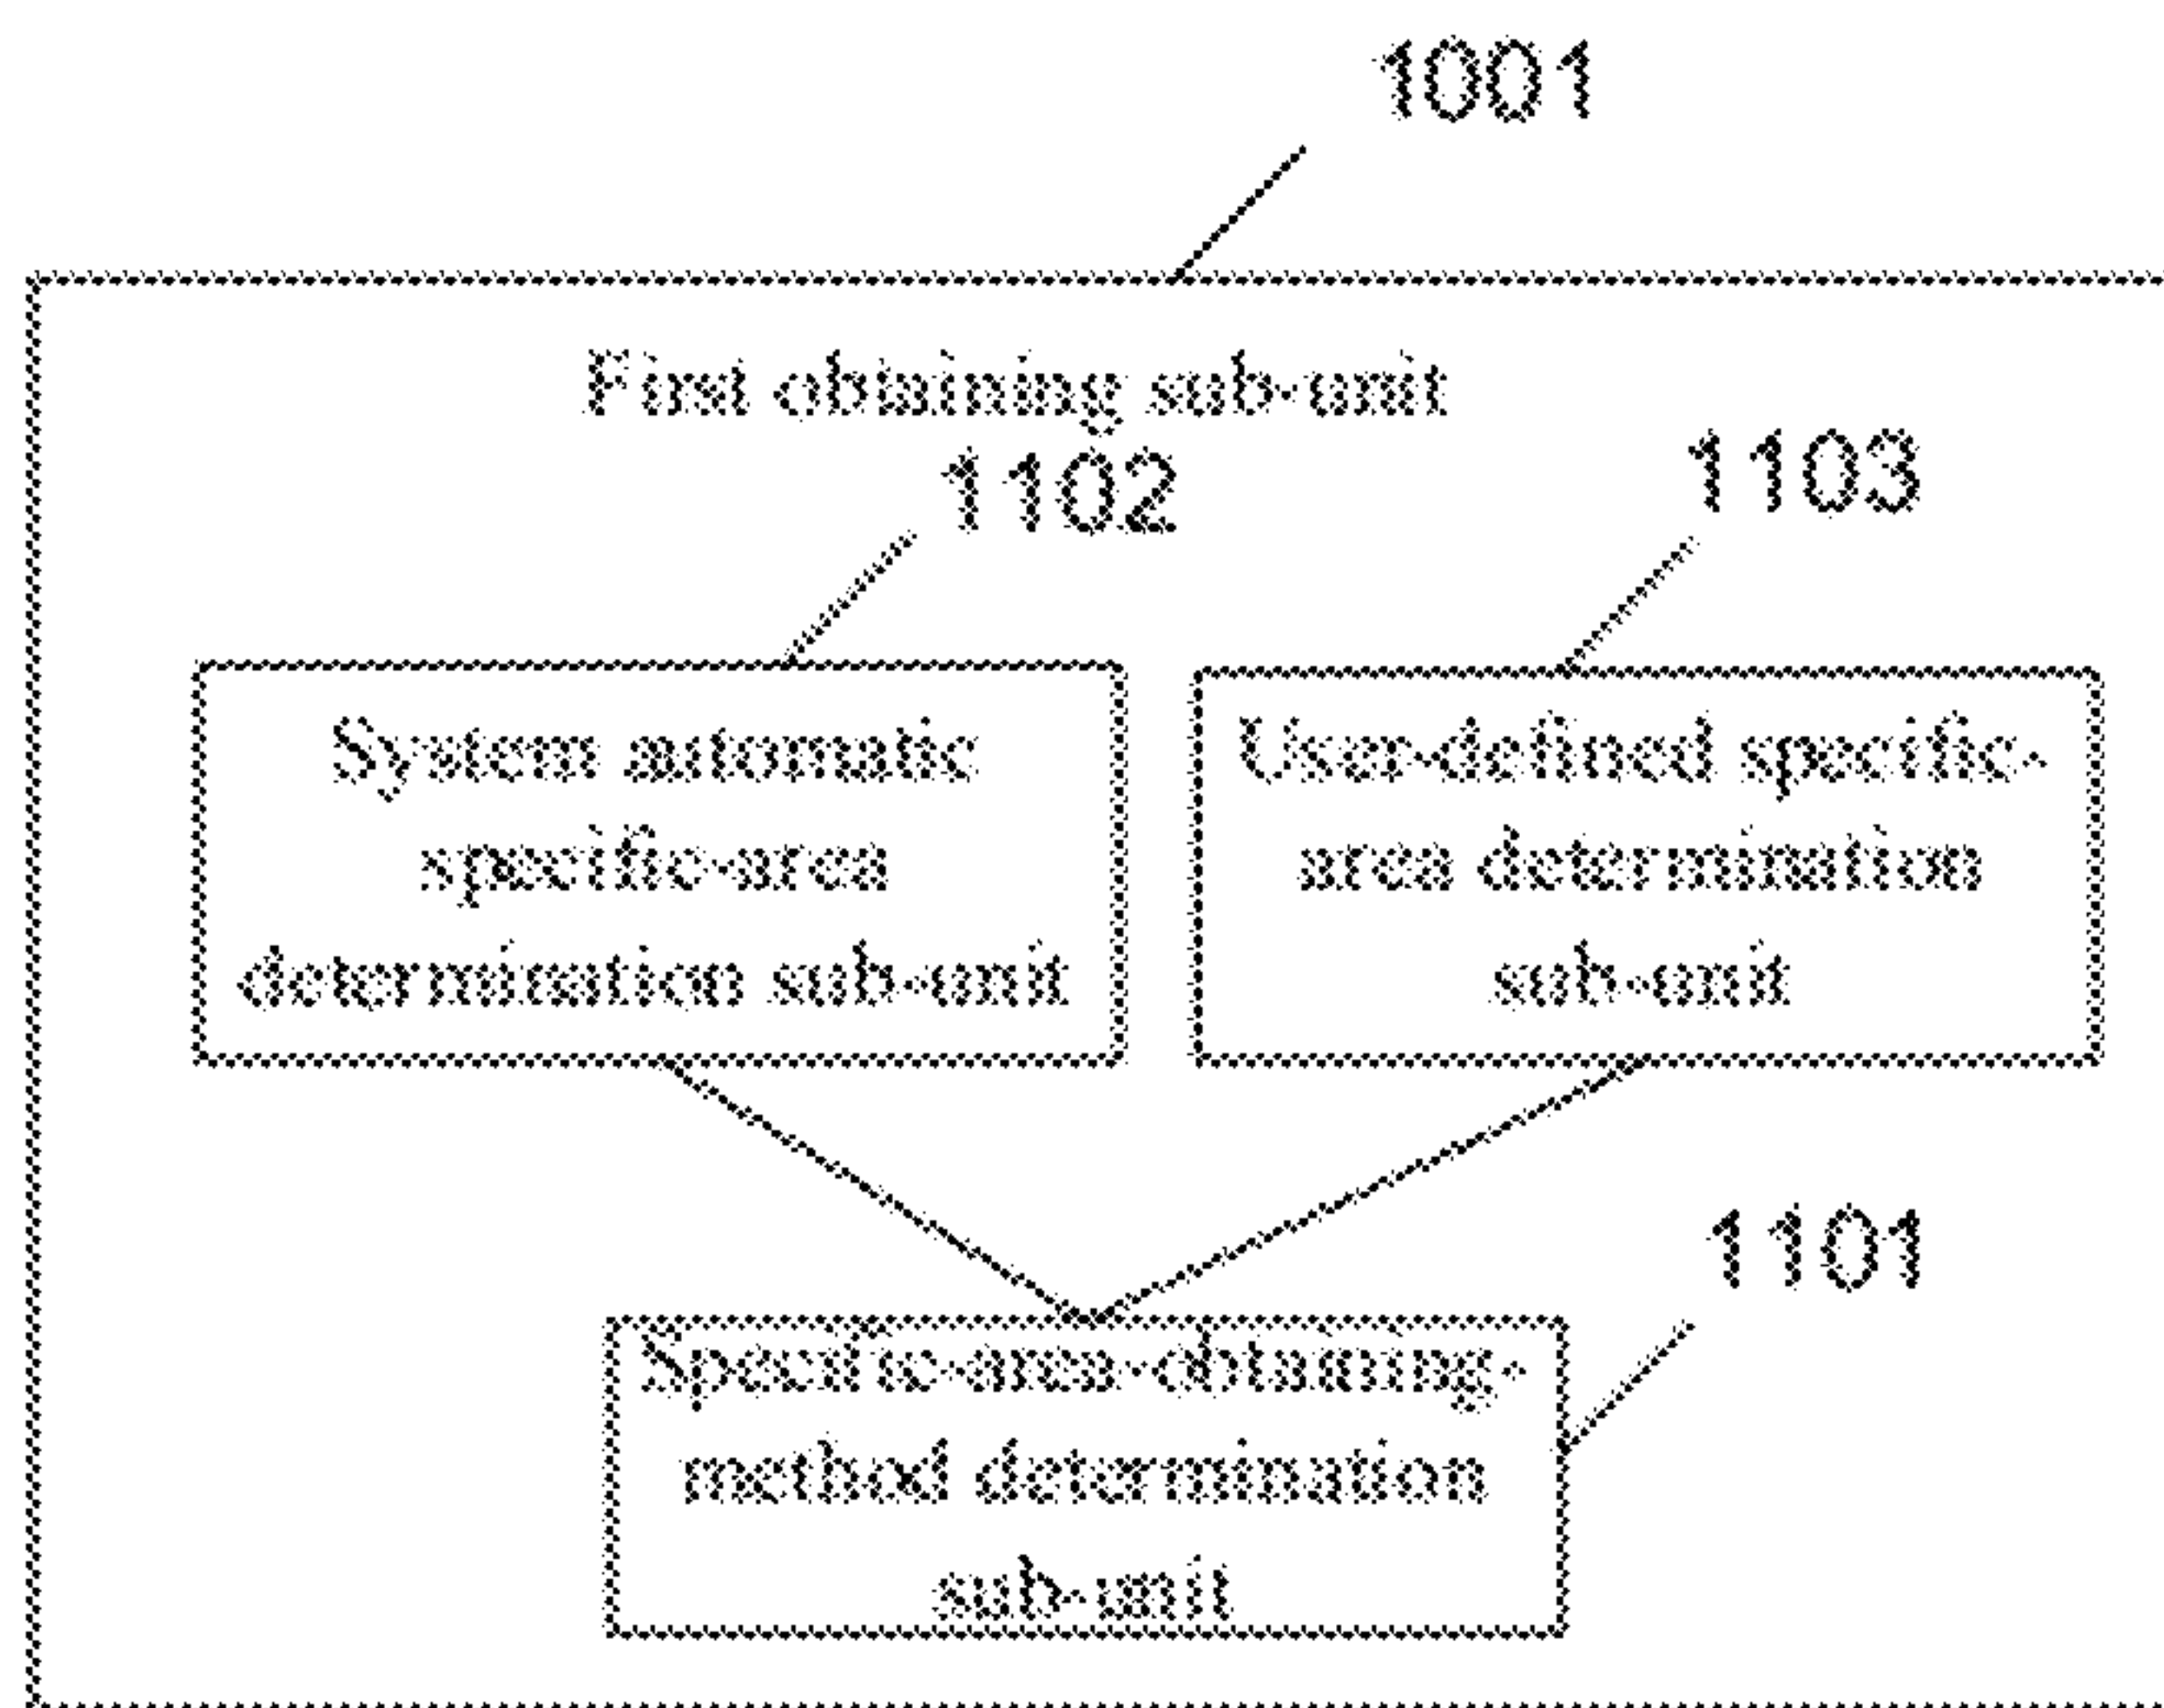 1001
First obtaining sub-unit
1102
1103
System automatic
specific-area
determination sub-unit
User-defined specific-
area determination
sub-unit
1101
Specific-area-obtaining-
method determination
sub-unit